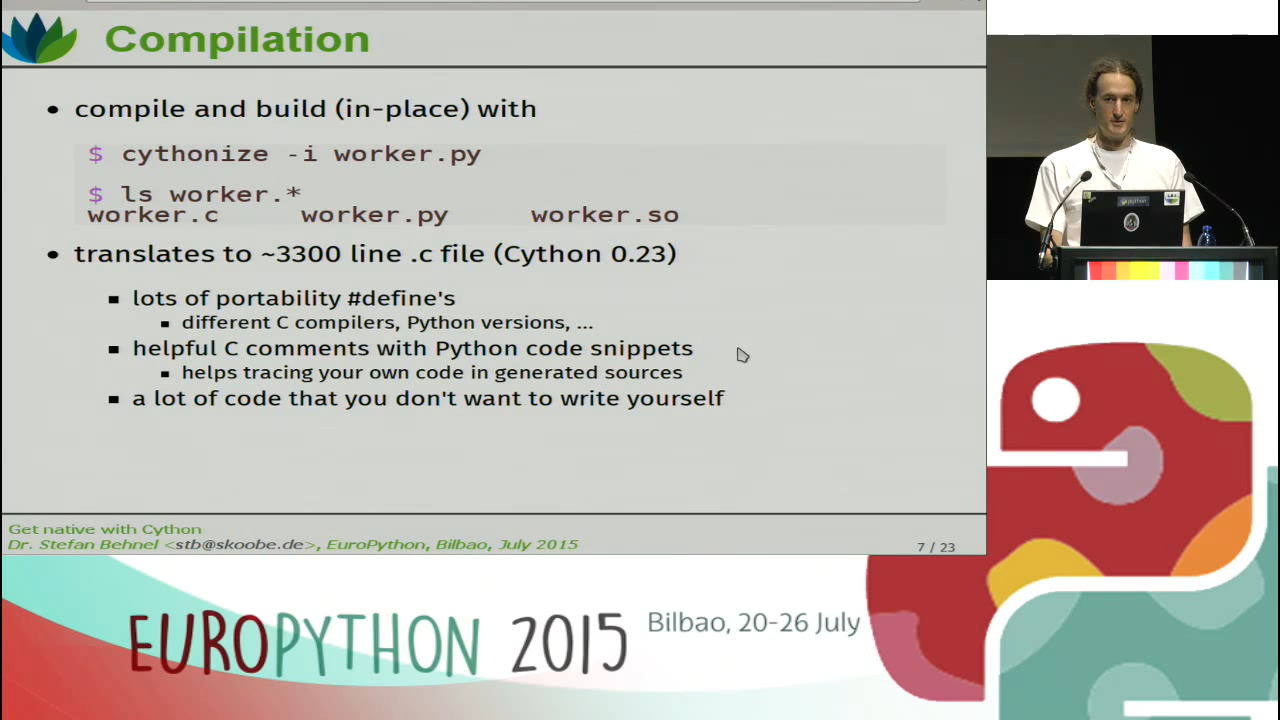 Compilation
• compile and build (in-place) with
$ cythonize -i worker.py
$ ls worker.*
worker.c worker.py worker.so
• translates to ~3300 line .c file (Cython 0.23)
▪ lots of portability #define's
▪ different C compilers, Python versions, ...
▪ helpful C comments with Python code snippets
▪ helps tracing your own code in generated sources
▪ a lot of code that you don't want to write yourself
Get native with Cython
Dr. Stefan Behnel <stb@skoobe.de>, EuroPython, Bilbao, July 2015
7 / 23
python
EUROPYTHON 2015
Bilbao, 20-26 July